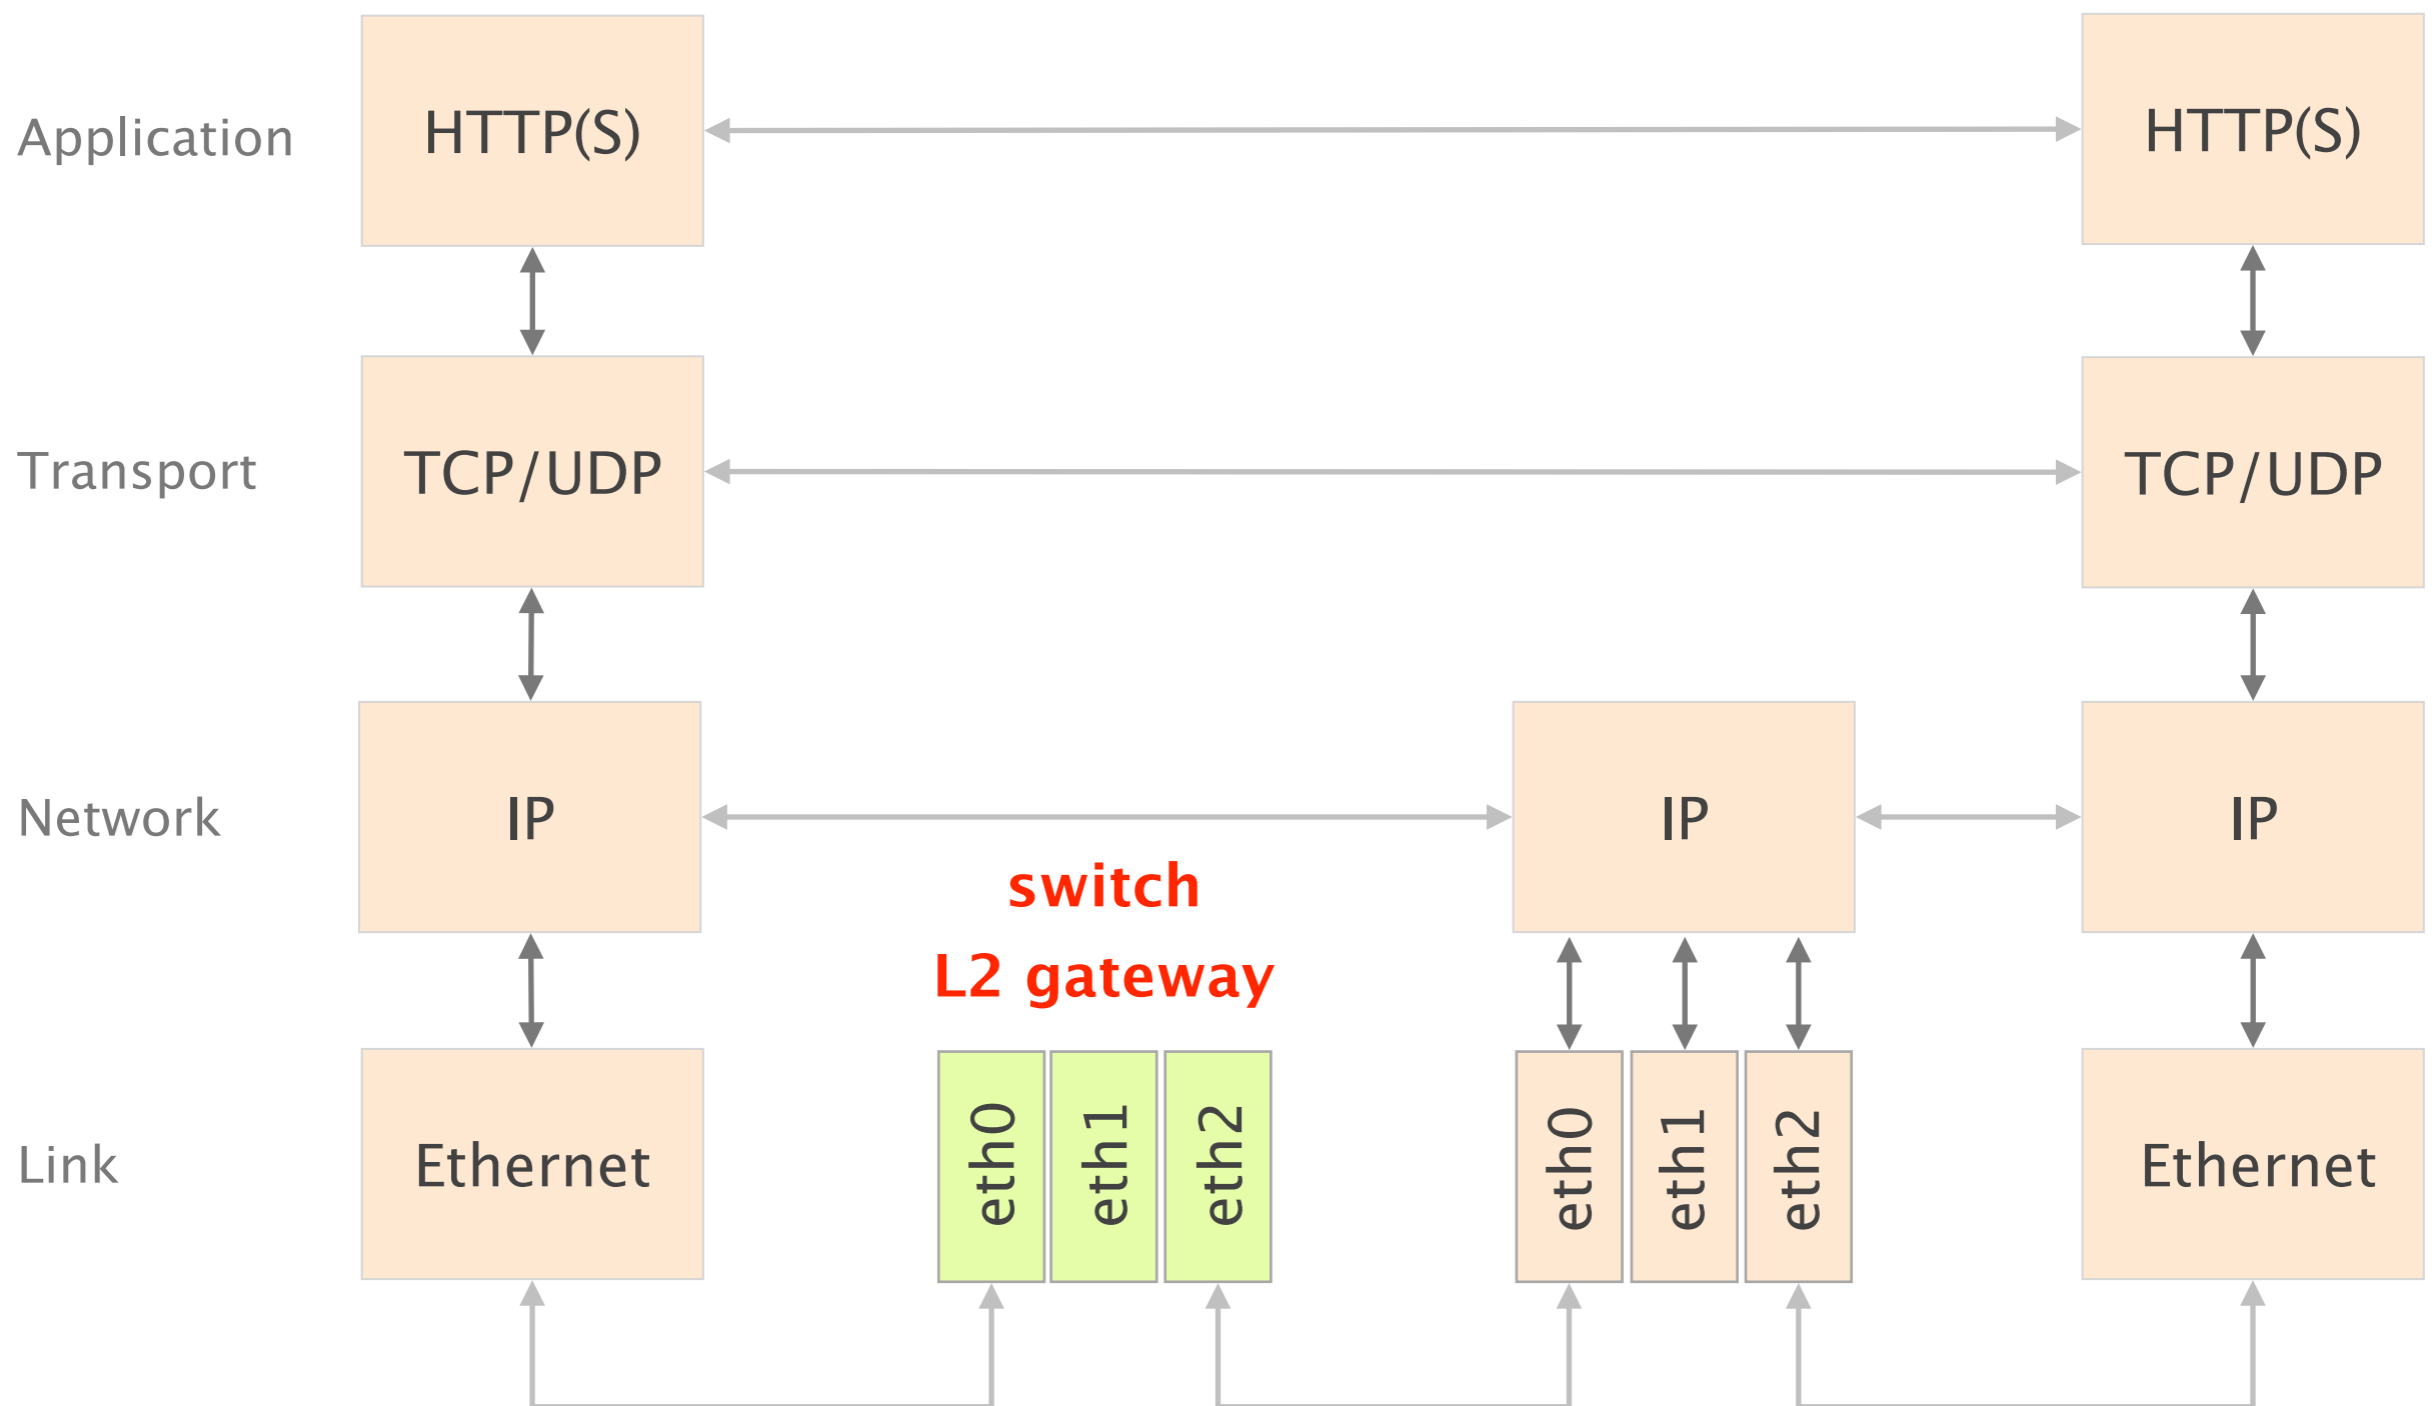 Application
HTTP(S)
HTTP(S)
Transport
TCP/UDP
TCP/UDP
Network
IP
IP
IP
switch
L2 gateway
Link
Ethernet
eth0
eth1
eth2
eth0
eth1
eth2
Ethernet